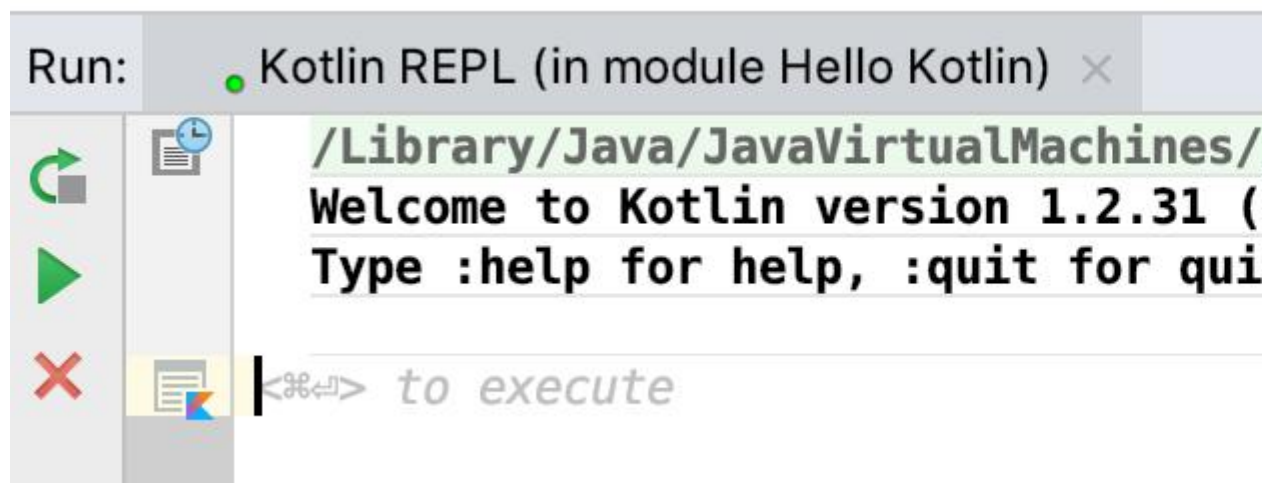 Run: Kotlin REPL (in module Hello Kotlin) ×
/Library/Java/JavaVirtualMachines/
Welcome to Kotlin version 1.2.31 (
Type :help for help, :quit for qui
<⌘⏎> to execute